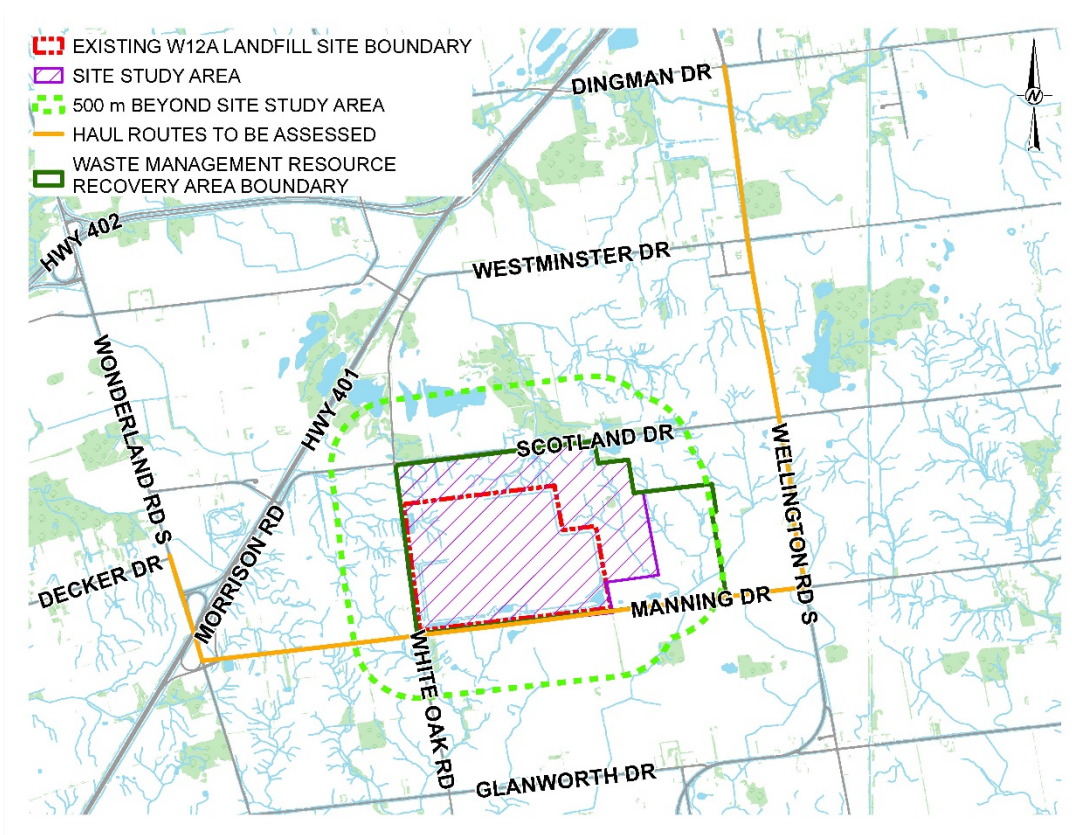 EXISTING W12A LANDFILL SITE BOUNDARY
SITE STUDY AREA
500 m BEYOND SITE STUDY AREA
HAUL ROUTES TO BE ASSESSED
WASTE MANAGEMENT RESOURCE
RECOVERY AREA BOUNDARY
DINGMAN DR
N
HWY 402
WESTMINSTER DR
WONDERLAND RD S
HWY 401
SCOTLAND DR
WELLINGTON RD S
MORRISON RD
DECKER DR
MANNING DR
WHITE OAK RD
GLANWORTH DR